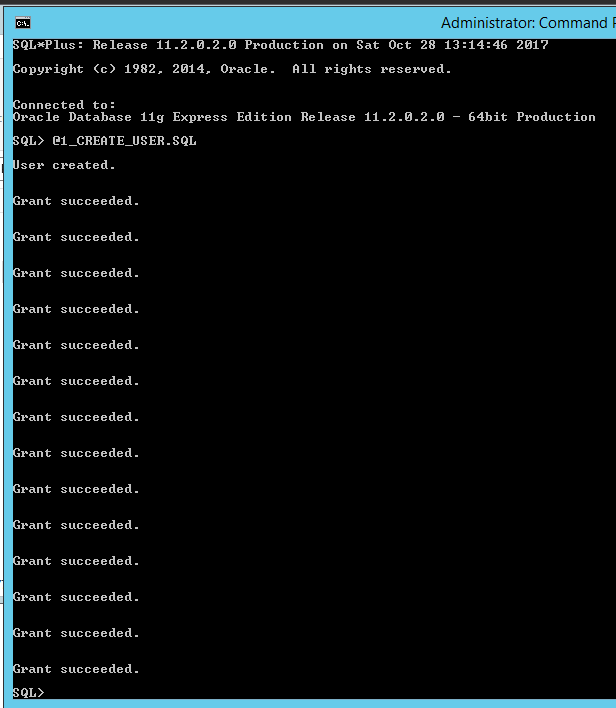 Administrator: Command P
SQL*Plus: Release 11.2.0.2.0 Production on Sat Oct 28 13:14:46 2017
Copyright (c) 1982, 2014, Oracle.  All rights reserved.
Connected to:
Oracle Database 11g Express Edition Release 11.2.0.2.0 - 64bit Production
SQL> @1_CREATE_USER.SQL
User created.
Grant succeeded.
Grant succeeded.
Grant succeeded.
Grant succeeded.
Grant succeeded.
Grant succeeded.
Grant succeeded.
Grant succeeded.
Grant succeeded.
Grant succeeded.
Grant succeeded.
Grant succeeded.
Grant succeeded.
Grant succeeded.
SQL>